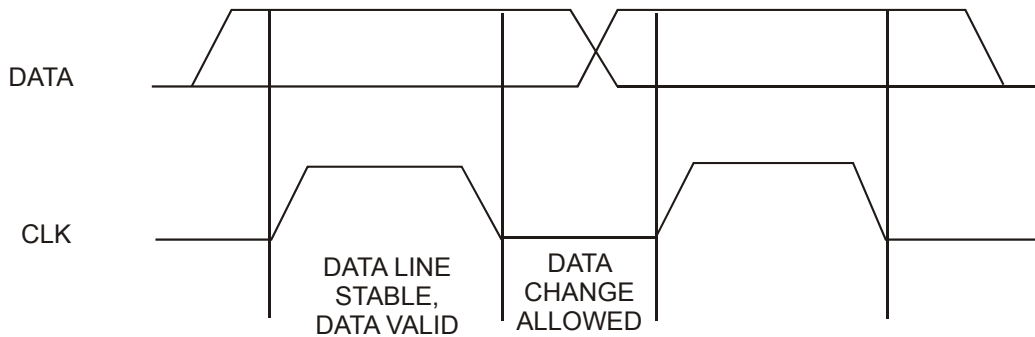 DATA
CLK
DATA LINE
STABLE,
DATA VALID
DATA
CHANGE
ALLOWED